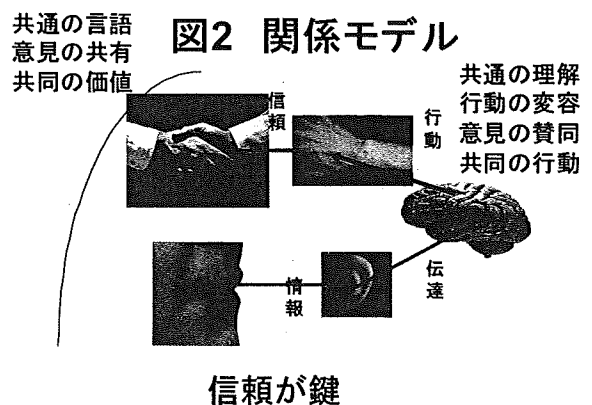 図2 関係モデル
共通の言語
意見の共有
共同の価値
共通の理解
行動の変容
意見の賛同
共同の行動
信頼
行動
情報
伝達
信頼が鍵